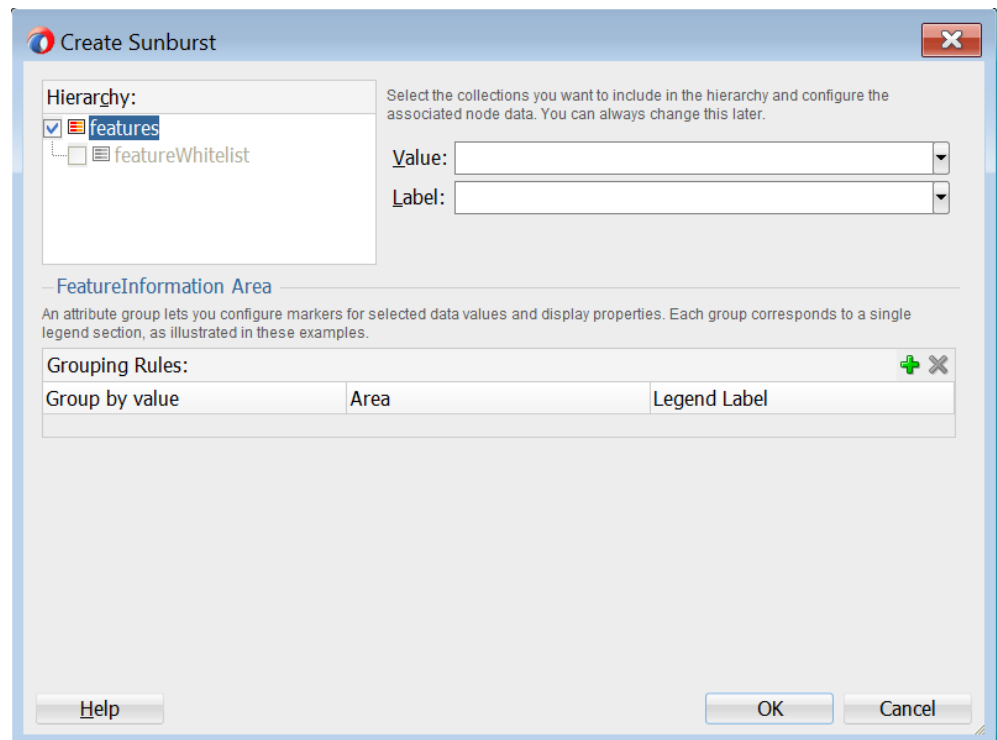 Create Sunburst
Hierarchy:
features
featureWhitelist
Select the collections you want to include in the hierarchy and configure the
associated node data. You can always change this later.
Value:
Label:
FeatureInformation Area
An attribute group lets you configure markers for selected data values and display properties. Each group corresponds to a single
legend section, as illustrated in these examples.
Grouping Rules:
Group by value Area Legend Label
Help OK Cancel